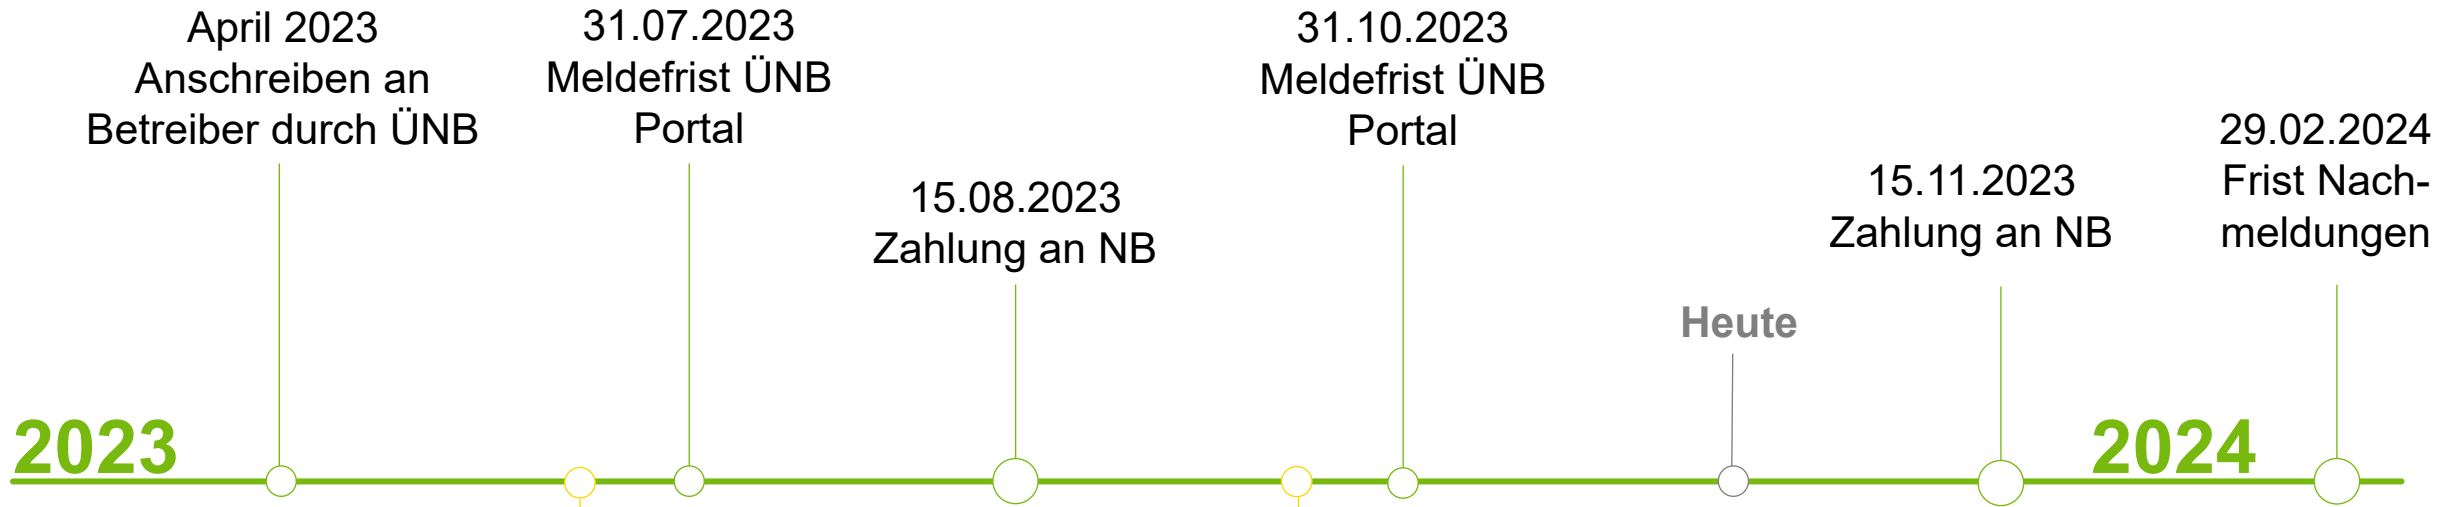 April 2023
Anschreiben an
Betreiber durch ÜNB
31.07.2023
Meldefrist ÜNB
Portal
15.08.2023
Zahlung an NB
31.10.2023
Meldefrist ÜNB
Portal
Heute
15.11.2023
Zahlung an NB
29.02.2024
Frist Nach-
meldungen
2023
2024